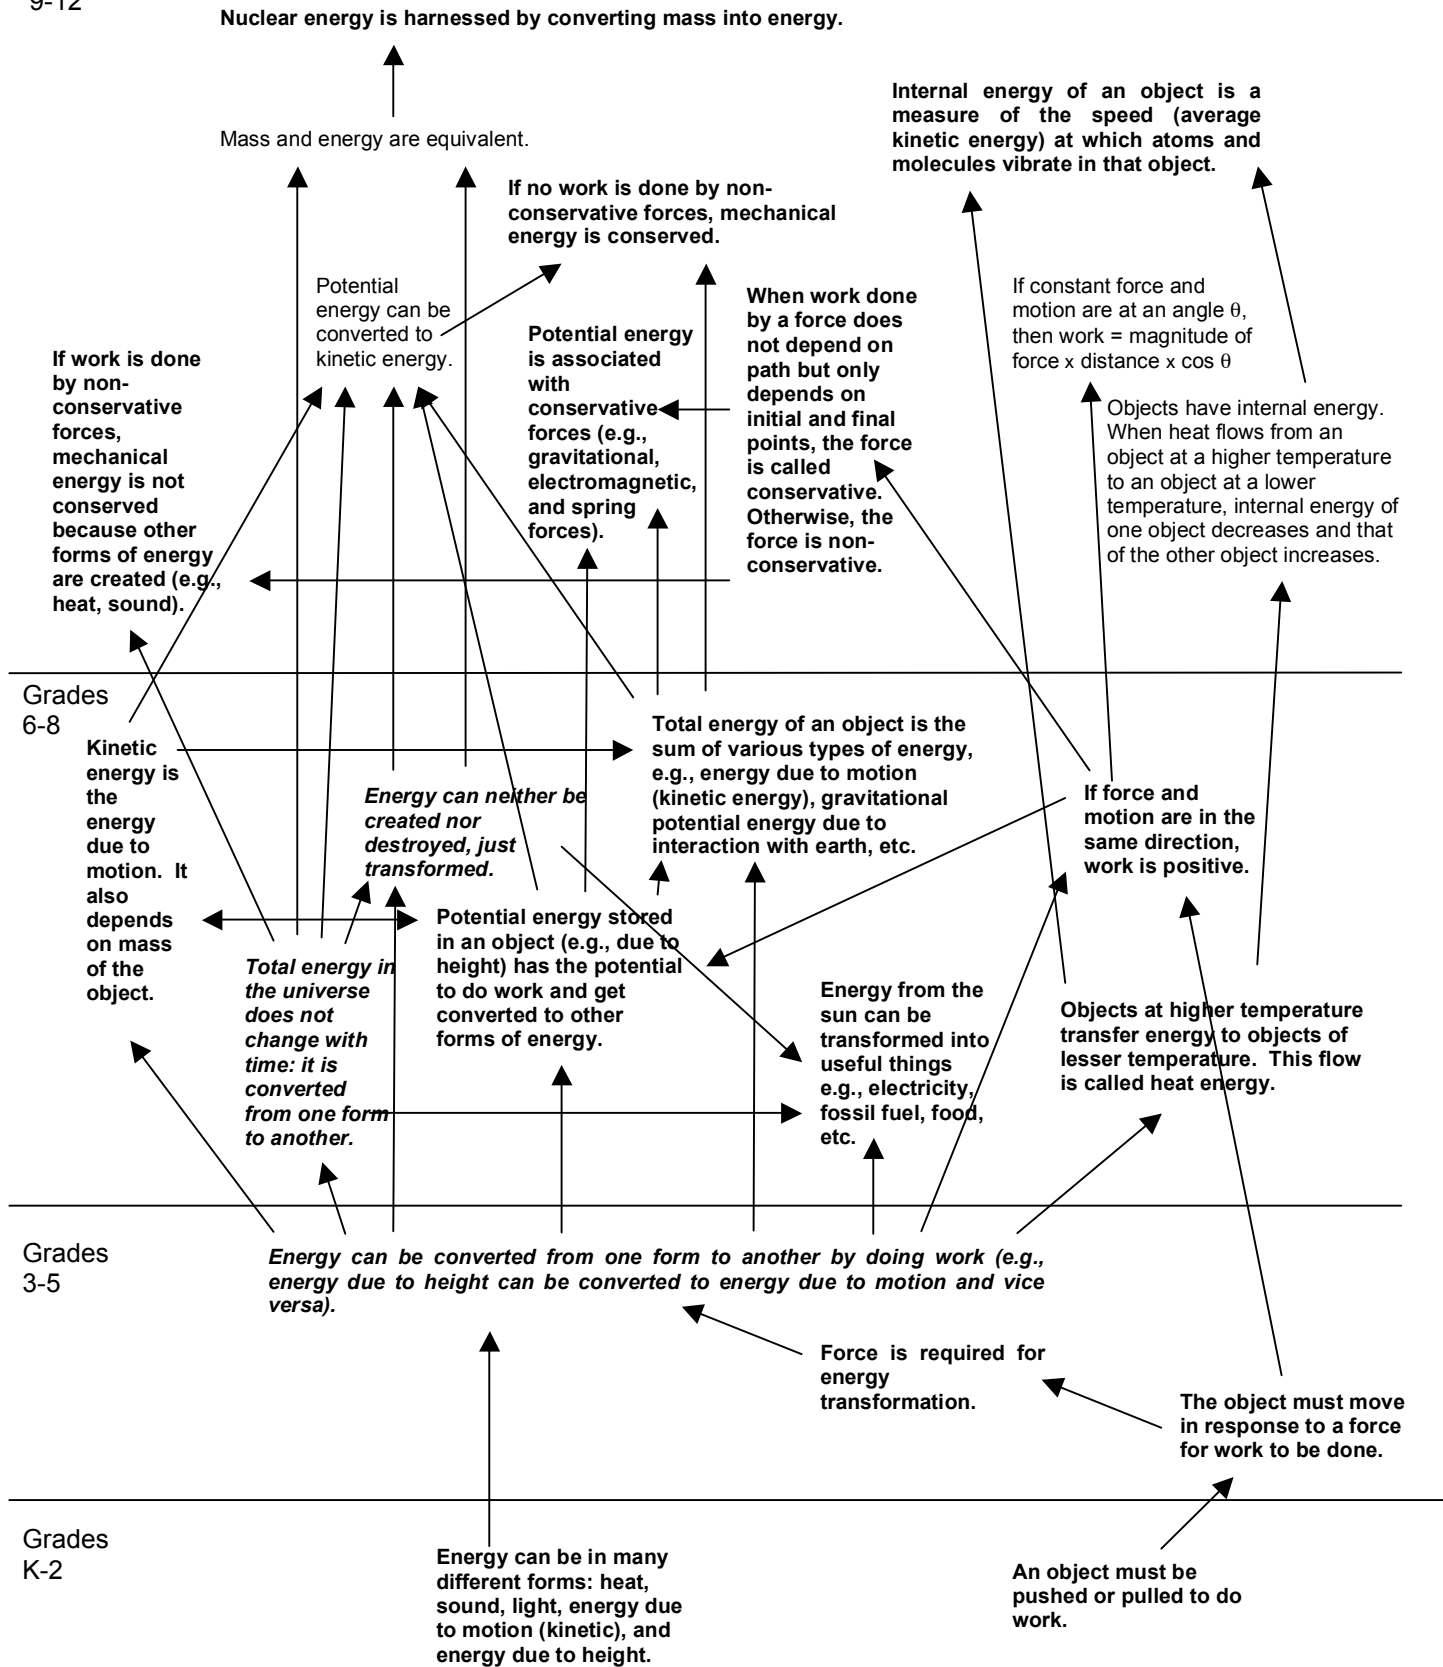 9-12
Nuclear energy is harnessed by converting mass into energy.
Internal energy of an object is a
measure of the speed (average
kinetic energy) at which atoms and
molecules vibrate in that object.
Mass and energy are equivalent.
If no work is done by non-
conservative forces, mechanical
energy is conserved.
Potential
energy can be
converted to
kinetic energy.
When work done
by a force does
not depend on
path but only
depends on
initial and final
points, the force
is called
conservative.
Otherwise, the
force is non-
conservative.
If constant force and
motion are at an angle θ,
then work = magnitude of
force x distance x cos θ
Potential energy
is associated
with
conservative
forces (e.g.,
gravitational,
electromagnetic,
and spring
forces).
If work is done
by non-
conservative
forces,
mechanical
energy is not
conserved
because other
forms of energy
are created (e.g.,
heat, sound).
Objects have internal energy.
When heat flows from an
object at a higher temperature
to an object at a lower
temperature, internal energy of
one object decreases and that
of the other object increases.
Grades
6-8
Kinetic
energy is
the
energy
due to
motion. It
also
depends
on mass
of the
object.
Total energy of an object is the
sum of various types of energy,
e.g., energy due to motion
(kinetic energy), gravitational
potential energy due to
interaction with earth, etc.
Energy can neither be
created nor
destroyed, just
transformed.
If force and
motion are in the
same direction,
work is positive.
Potential energy stored
in an object (e.g., due to
height) has the potential
to do work and get
converted to other
forms of energy.
Total energy in
the universe
does not
change with
time: it is
converted
from one form
to another.
Energy from the
sun can be
transformed into
useful things
e.g., electricity,
fossil fuel, food,
etc.
Objects at higher temperature
transfer energy to objects of
lesser temperature. This flow
is called heat energy.
Grades
3-5
Energy can be converted from one form to another by doing work (e.g.,
energy due to height can be converted to energy due to motion and vice
versa).
Force is required for
energy
transformation.
The object must move
in response to a force
for work to be done.
Grades
K-2
Energy can be in many
different forms: heat,
sound, light, energy due
to motion (kinetic), and
energy due to height.
An object must be
pushed or pulled to do
work.